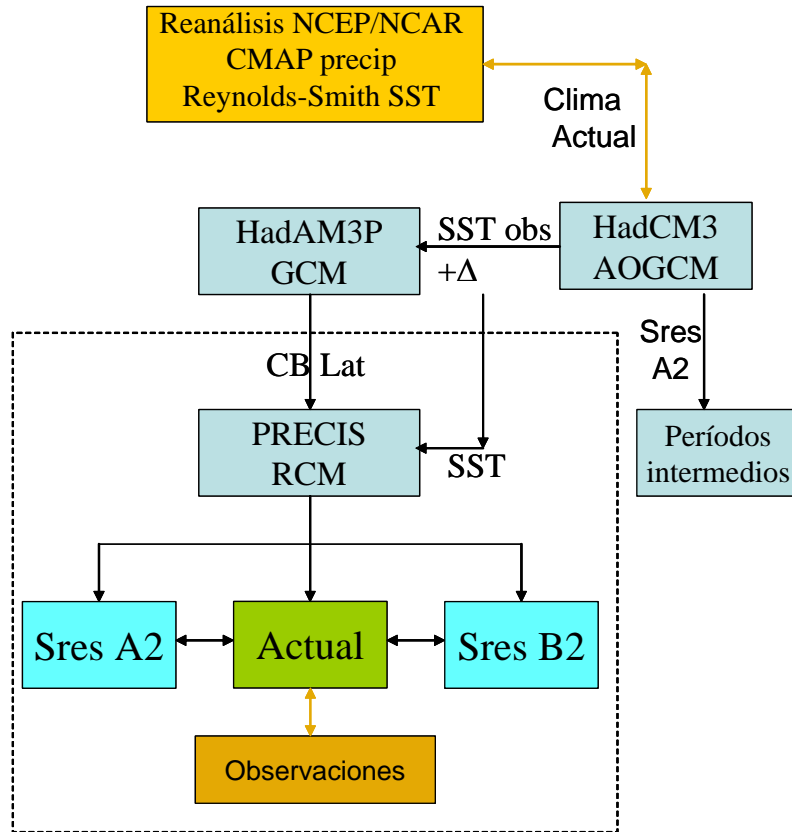 Reanálisis NCEP/NCAR
CMAP precip
Reynolds-Smith SST
Clima
Actual
HadAM3P
GCM
SST obs
+Δ
HadCM3
AOGCM
Sres
A2
CB Lat
PRECIS
RCM
SST
Períodos
intermedios
Sres A2
Actual
Sres B2
Observaciones